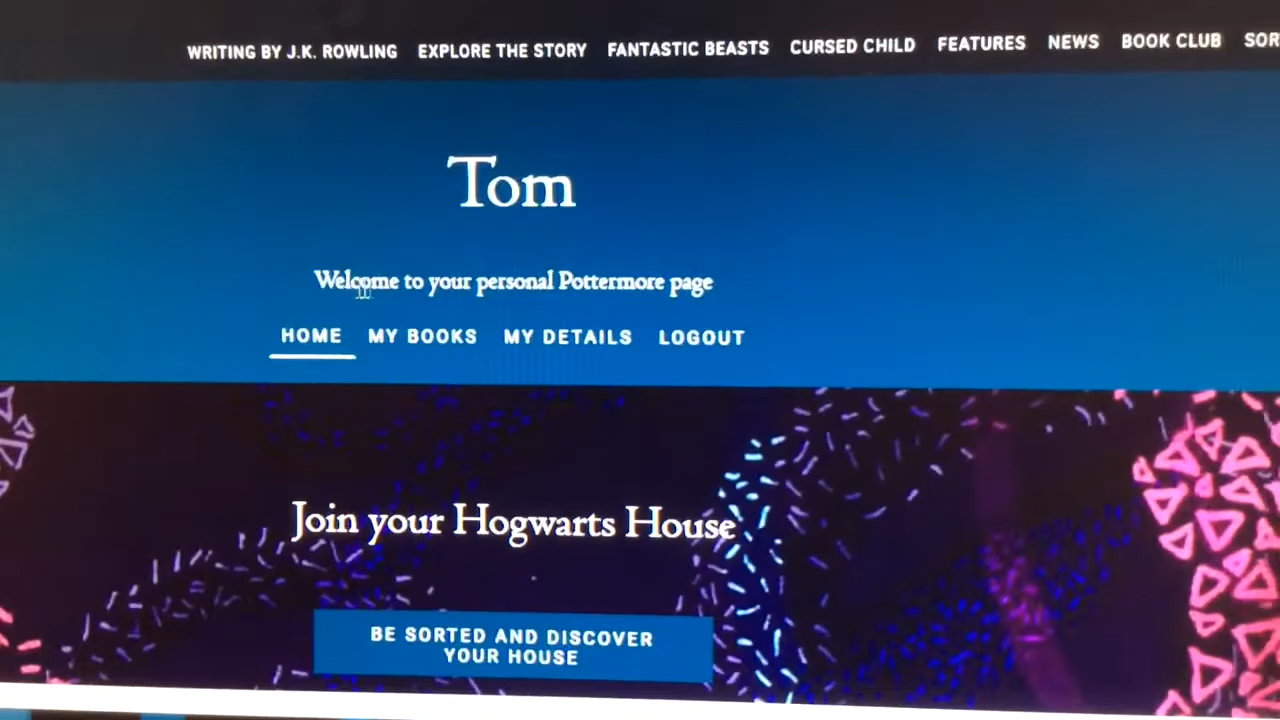 WRITING BY J.K. ROWLING EXPLORE THE STORY FANTASTIC BEASTS CURSED CHILD FEATURES NEWS BOOK CLUB SOR
Tom
Welcome to your personal Pottermore page
HOME MY BOOKS MY DETAILS LOGOUT
Join your Hogwarts House
BE SORTED AND DISCOVER
YOUR HOUSE